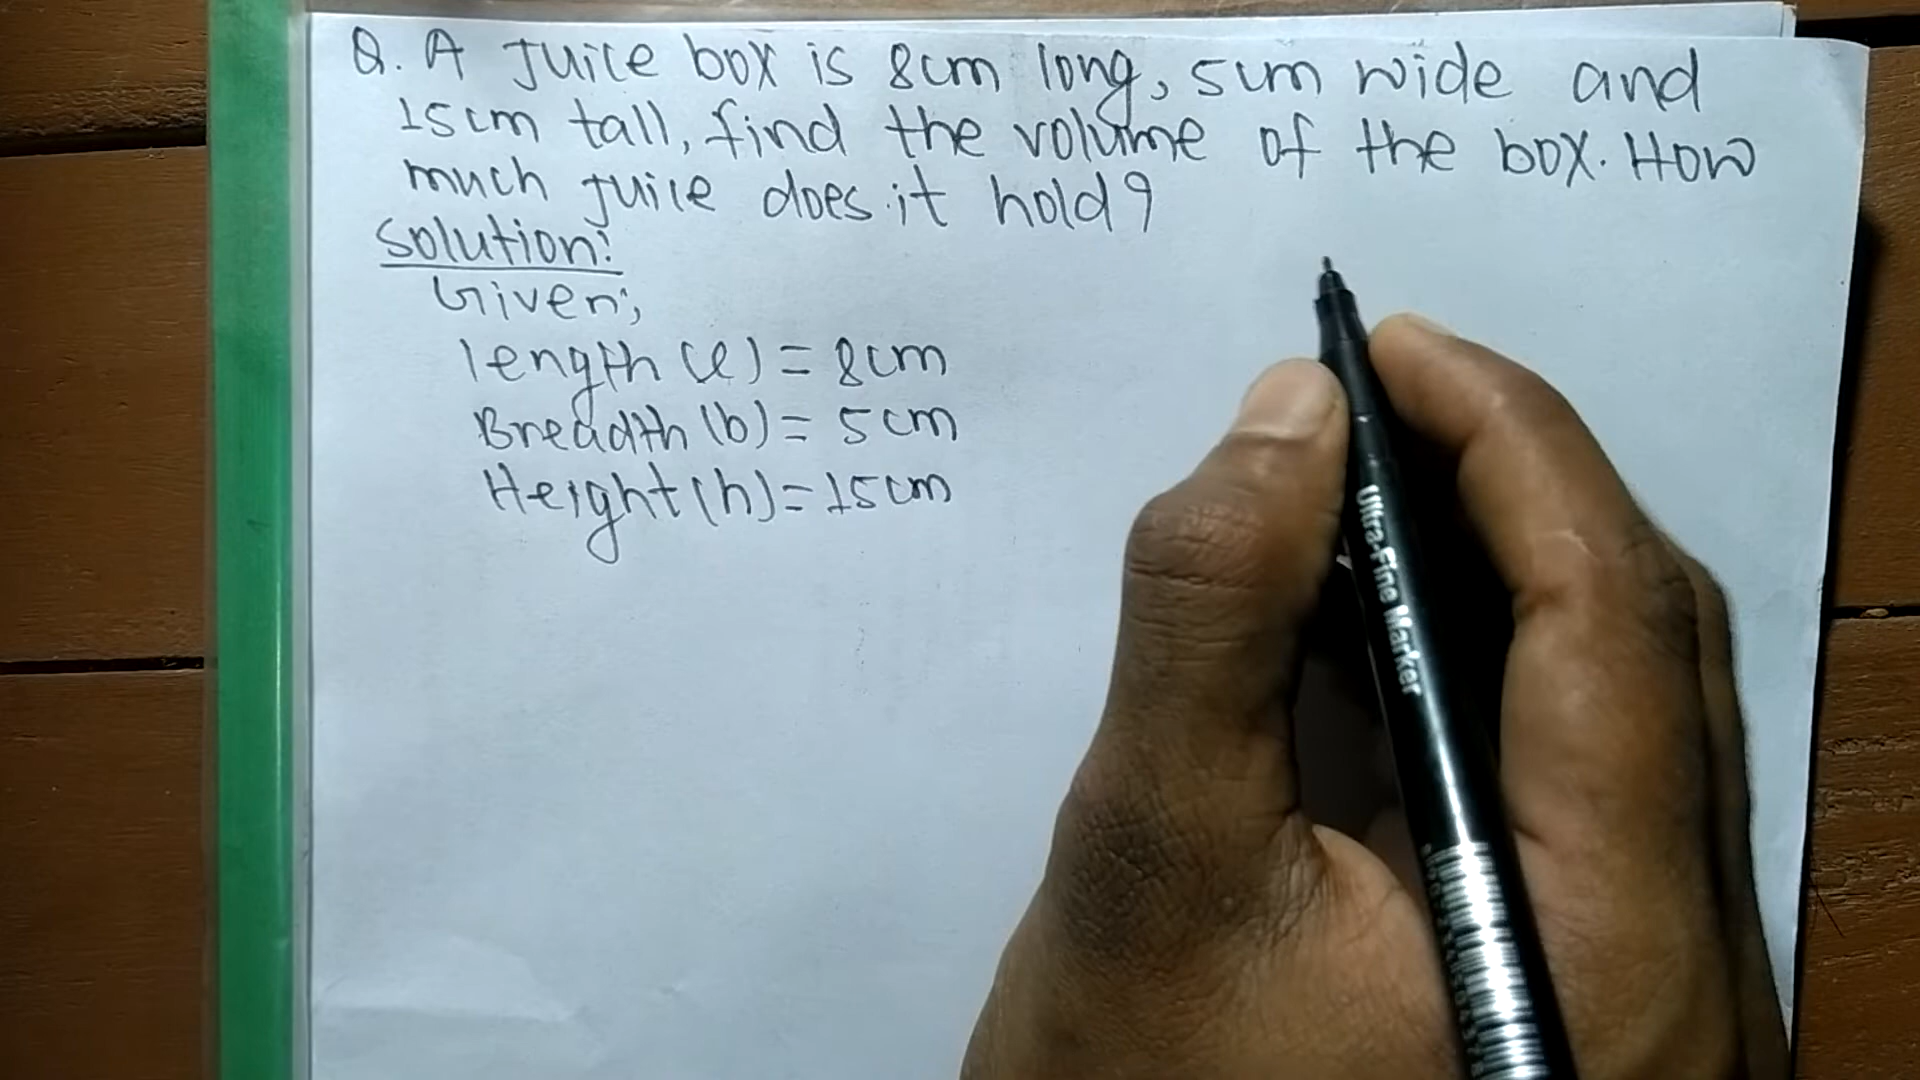 Q. A Juice box is 8cm long, 5cm wide and
15cm tall, find the volume of the box. How
much juice does it hold?
Solution:
Given,
length (l) = 8cm
Breadth (b) = 5cm
Height (h) = 15cm
Ultra-Fine Marker